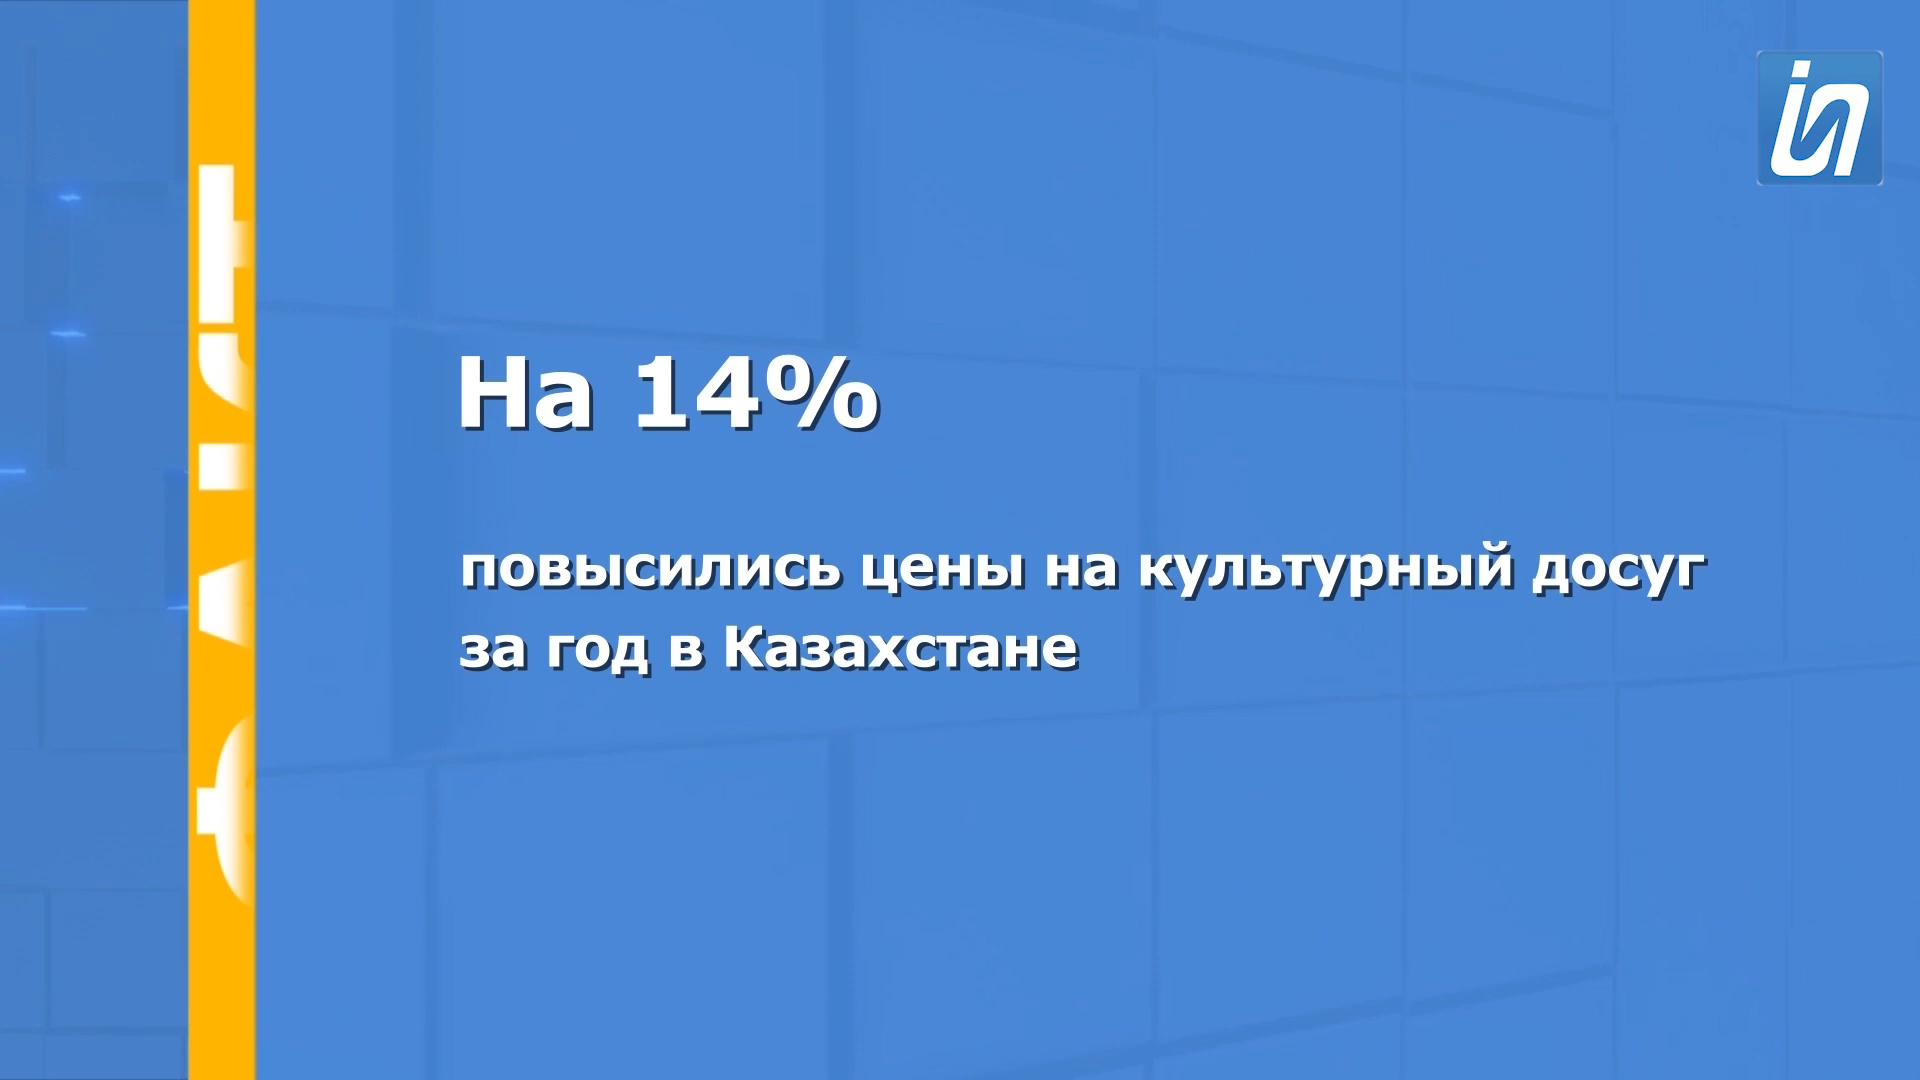 На 14%
повысились цены на культурный досуг
за год в Казахстане